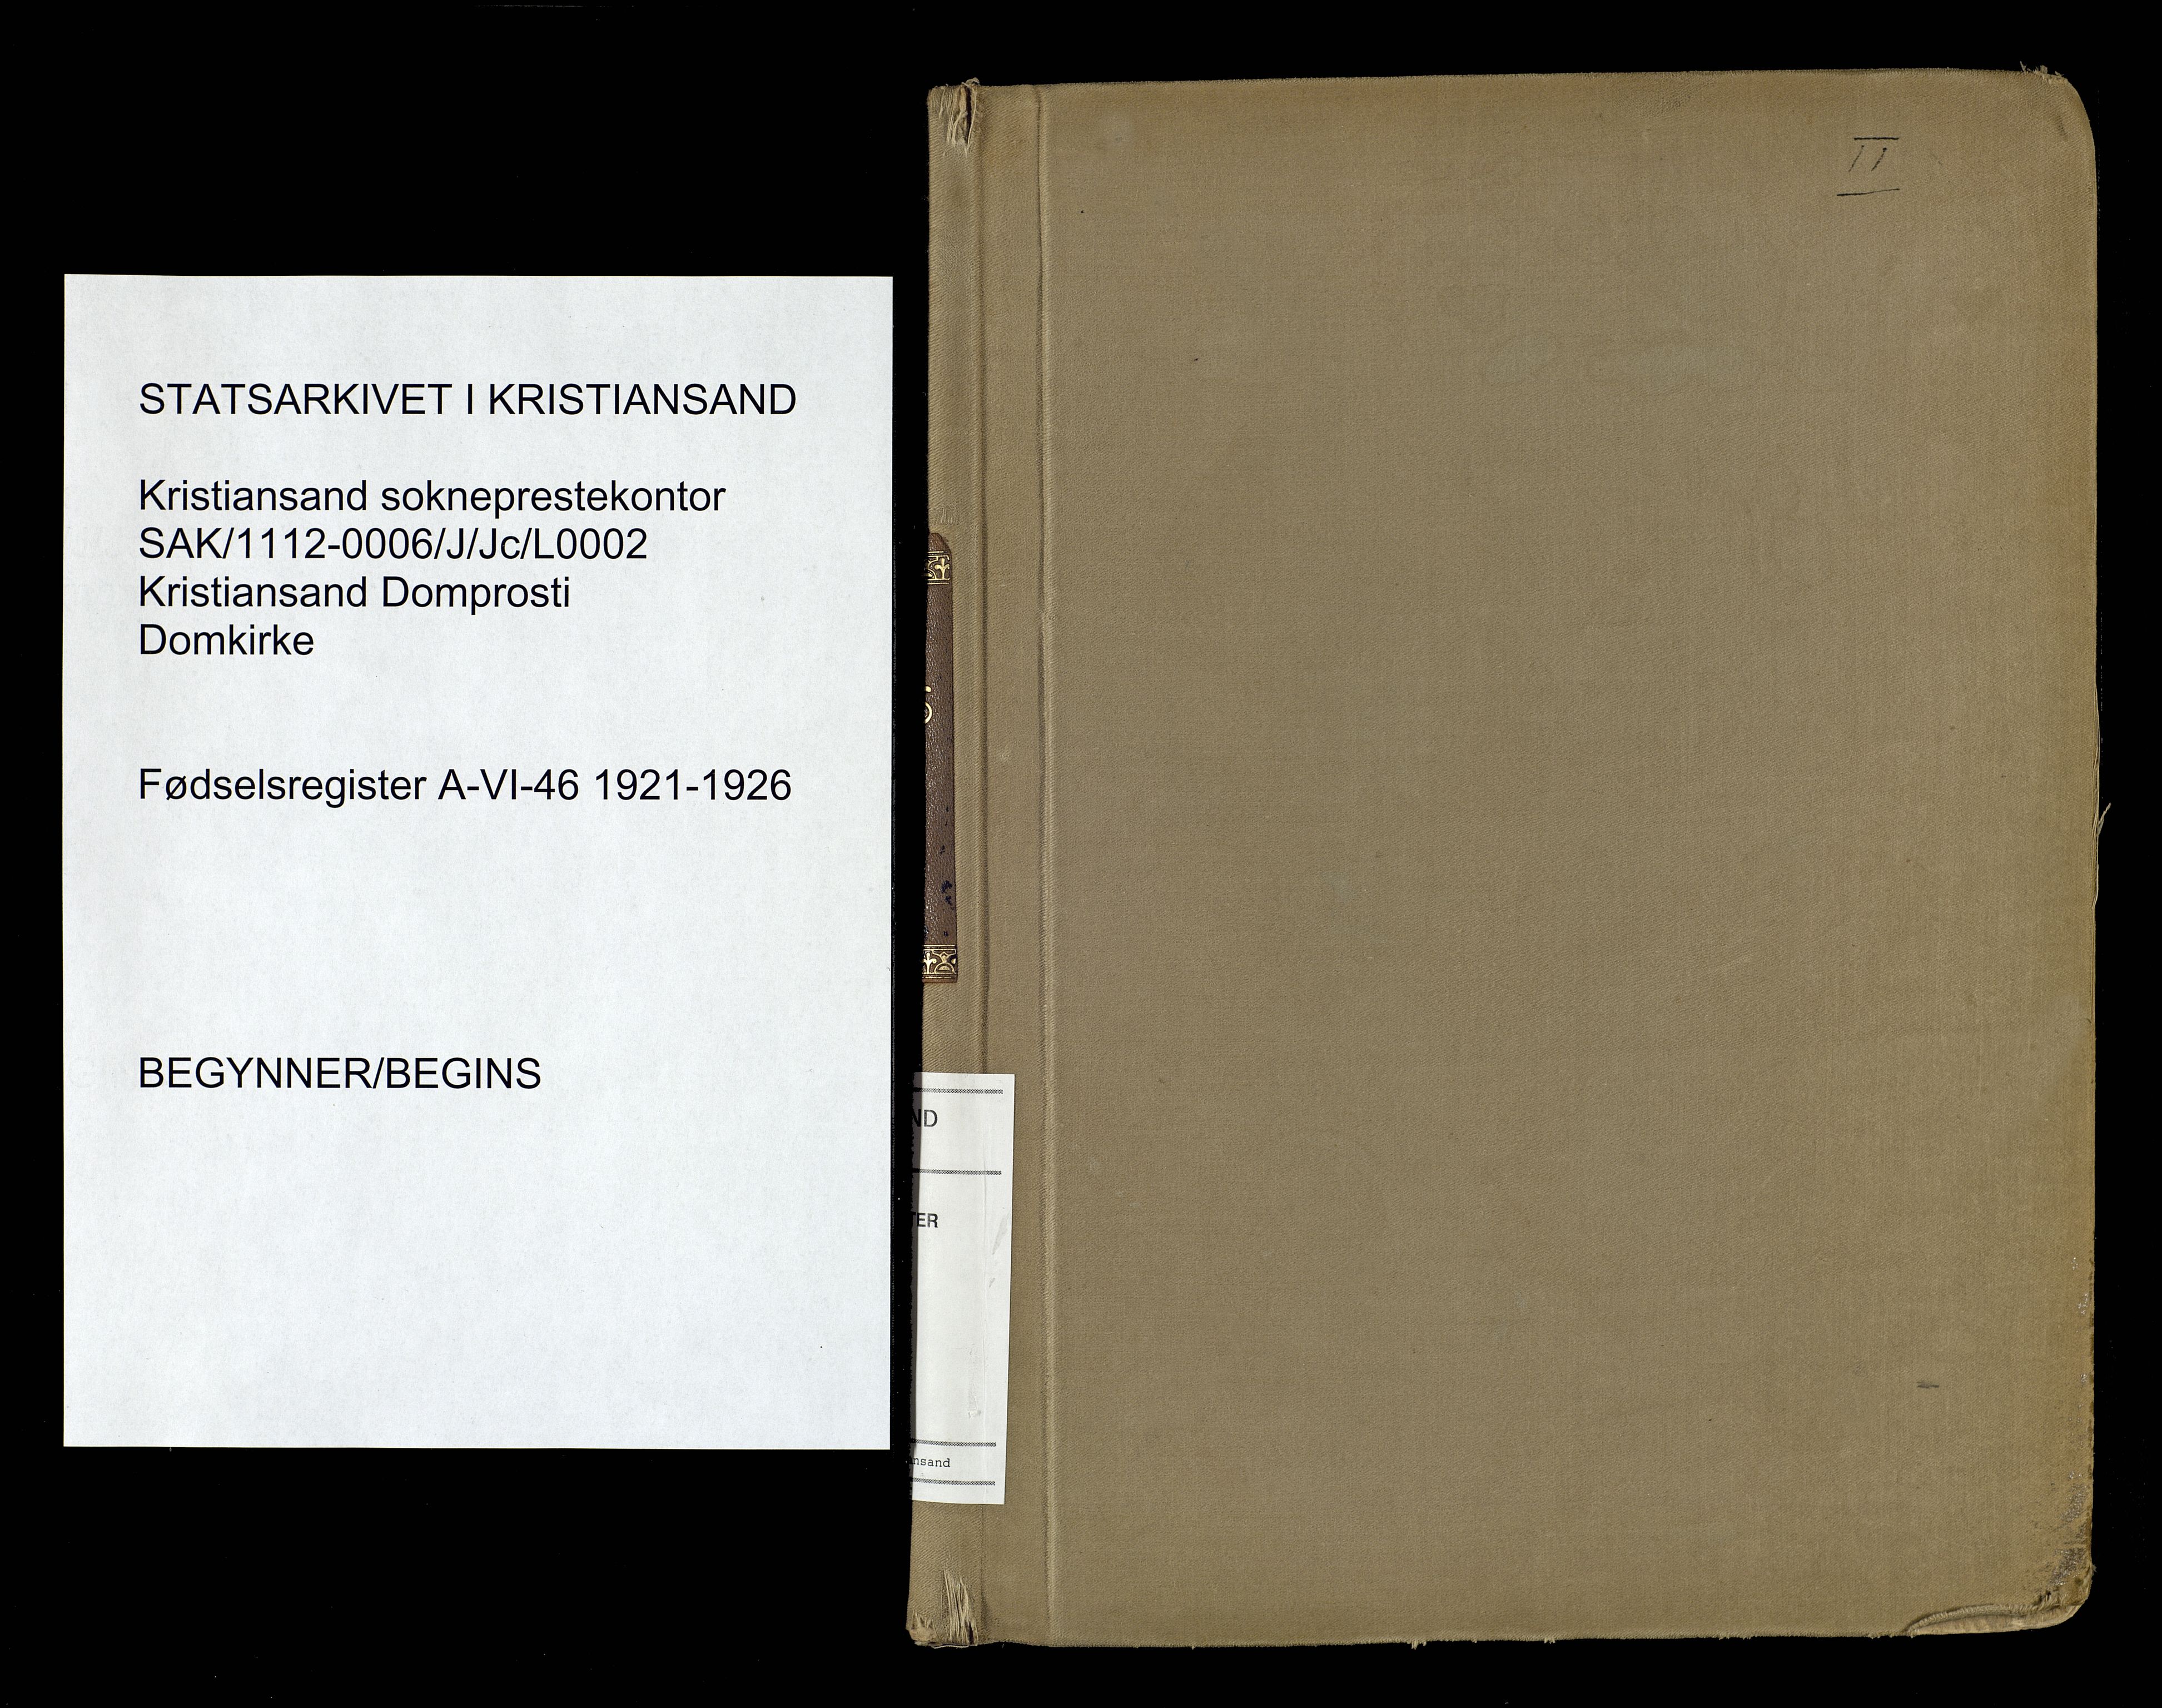 STATSARKIVET I KRISTIANSAND
Kristiansand sokneprestekontor
SAK/1112-0006/J/Jc/L0002
Kristiansand Domprosti
Domkirke
Fødselsregister A-VI-46 1921-1926
BEGYNNER/BEGINS
II
ND
TER
nsand